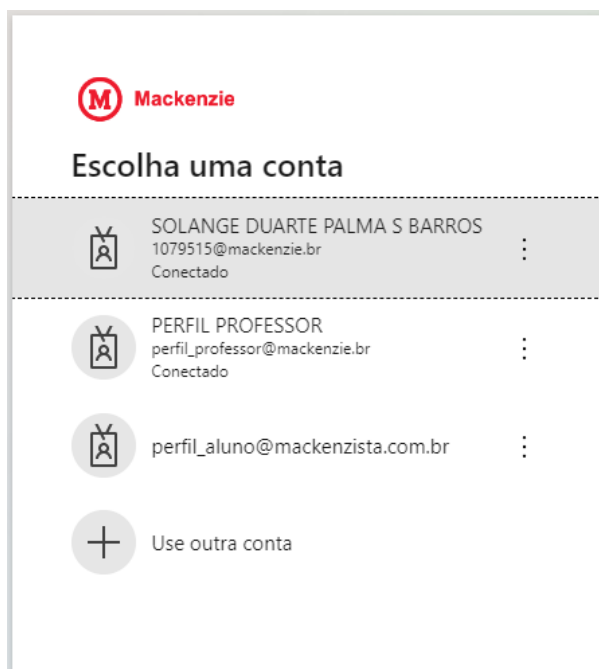 M Mackenzie
Escolha uma conta
SOLANGE DUARTE PALMA S BARROS
1079515@mackenzie.br
Conectado
PERFIL PROFESSOR
perfil_professor@mackenzie.br
Conectado
perfil_aluno@mackenzista.com.br
Use outra conta